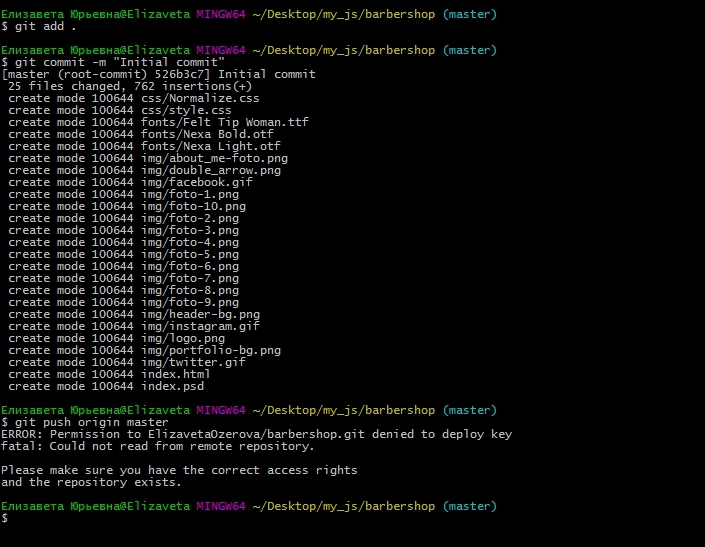 Елизавета Юрьевна@Elizaveta MINGW64 ~/Desktop/my_js/barbershop (master)
$ git add .
Елизавета Юрьевна@Elizaveta MINGW64 ~/Desktop/my_js/barbershop (master)
$ git commit -m "Initial commit"
[master (root-commit) 526b3c7] Initial commit
 25 files changed, 762 insertions(+)
 create mode 100644 css/Normalize.css
 create mode 100644 css/style.css
 create mode 100644 fonts/Felt Tip Woman.ttf
 create mode 100644 fonts/Nexa Bold.otf
 create mode 100644 fonts/Nexa Light.otf
 create mode 100644 img/about_me-foto.png
 create mode 100644 img/double_arrow.png
 create mode 100644 img/facebook.gif
 create mode 100644 img/foto-1.png
 create mode 100644 img/foto-10.png
 create mode 100644 img/foto-2.png
 create mode 100644 img/foto-3.png
 create mode 100644 img/foto-4.png
 create mode 100644 img/foto-5.png
 create mode 100644 img/foto-6.png
 create mode 100644 img/foto-7.png
 create mode 100644 img/foto-8.png
 create mode 100644 img/foto-9.png
 create mode 100644 img/header-bg.png
 create mode 100644 img/instagram.gif
 create mode 100644 img/logo.png
 create mode 100644 img/portfolio-bg.png
 create mode 100644 img/twitter.gif
 create mode 100644 index.html
 create mode 100644 index.psd
Елизавета Юрьевна@Elizaveta MINGW64 ~/Desktop/my_js/barbershop (master)
$ git push origin master
ERROR: Permission to ElizavetaOzerova/barbershop.git denied to deploy key
fatal: Could not read from remote repository.
Please make sure you have the correct access rights
and the repository exists.
Елизавета Юрьевна@Elizaveta MINGW64 ~/Desktop/my_js/barbershop (master)
$